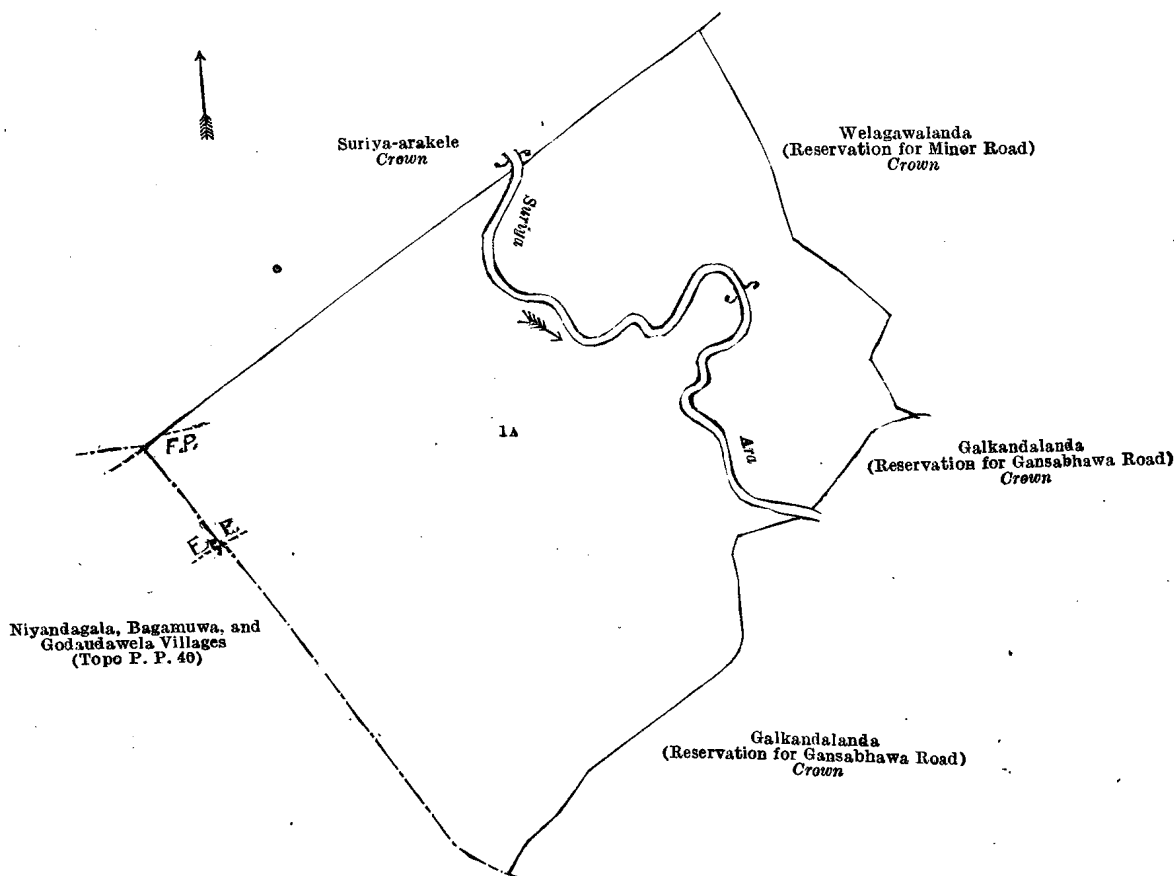 Suriya-arakele
Crown
Welagawalanda
(Reservation for Minor Road)
Crown
Suriya
F.P.
1A
Ara
Galkandalanda
(Reservation for Gansabhawa Road)
Crown
F. P.
Niyandagala, Bagamuwa, and
Godaudawela Villages
(Topo P. P. 40)
Galkandalanda
(Reservation for Gansabhawa Road)
Crown